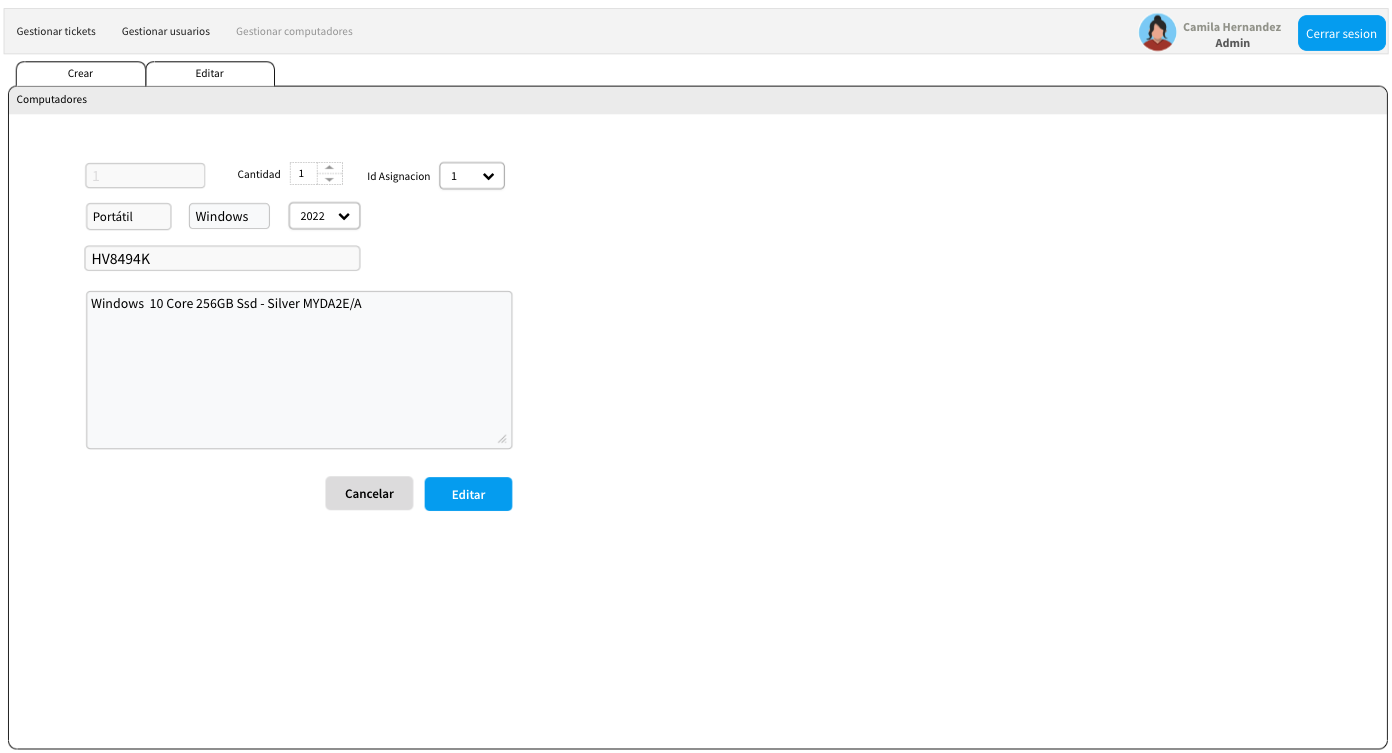 Gestionar tickets
Gestionar usuarios
Gestionar computadores
Camila Hernandez
Admin
Cerrar sesion
Crear
Editar
Computadores
1
Cantidad
1
Id Asignacion
1
Portátil
Windows
2022
HV8494K
Windows 10 Core 256GB Ssd - Silver MYDA2E/A
Cancelar
Editar